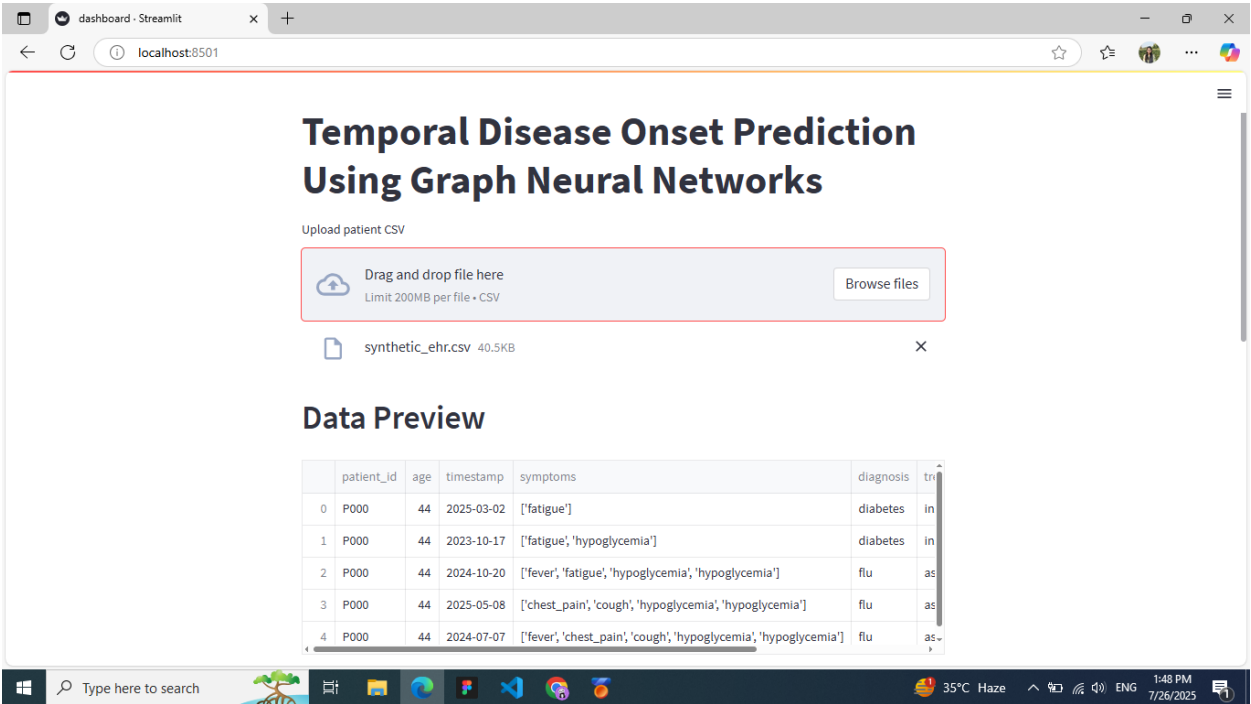 dashboard · Streamlit
localhost:8501
Temporal Disease Onset Prediction
Using Graph Neural Networks
Upload patient CSV
Drag and drop file here
Limit 200MB per file • CSV
Browse files
synthetic_ehr.csv 40.5KB
Data Preview
patient_id age timestamp symptoms diagnosis
0 P000 44 2025-03-02 ['fatigue'] diabetes in
1 P000 44 2023-10-17 ['fatigue', 'hypoglycemia'] diabetes in
2 P000 44 2024-10-20 ['fever', 'fatigue', 'hypoglycemia', 'hypoglycemia'] flu as
3 P000 44 2025-05-08 ['chest_pain', 'cough', 'hypoglycemia', 'hypoglycemia'] flu as
4 P000 44 2024-07-07 ['fever', 'chest_pain', 'cough', 'hypoglycemia', 'hypoglycemia'] flu as
Type here to search
35°C Haze
ENG
1:48 PM
7/26/2025